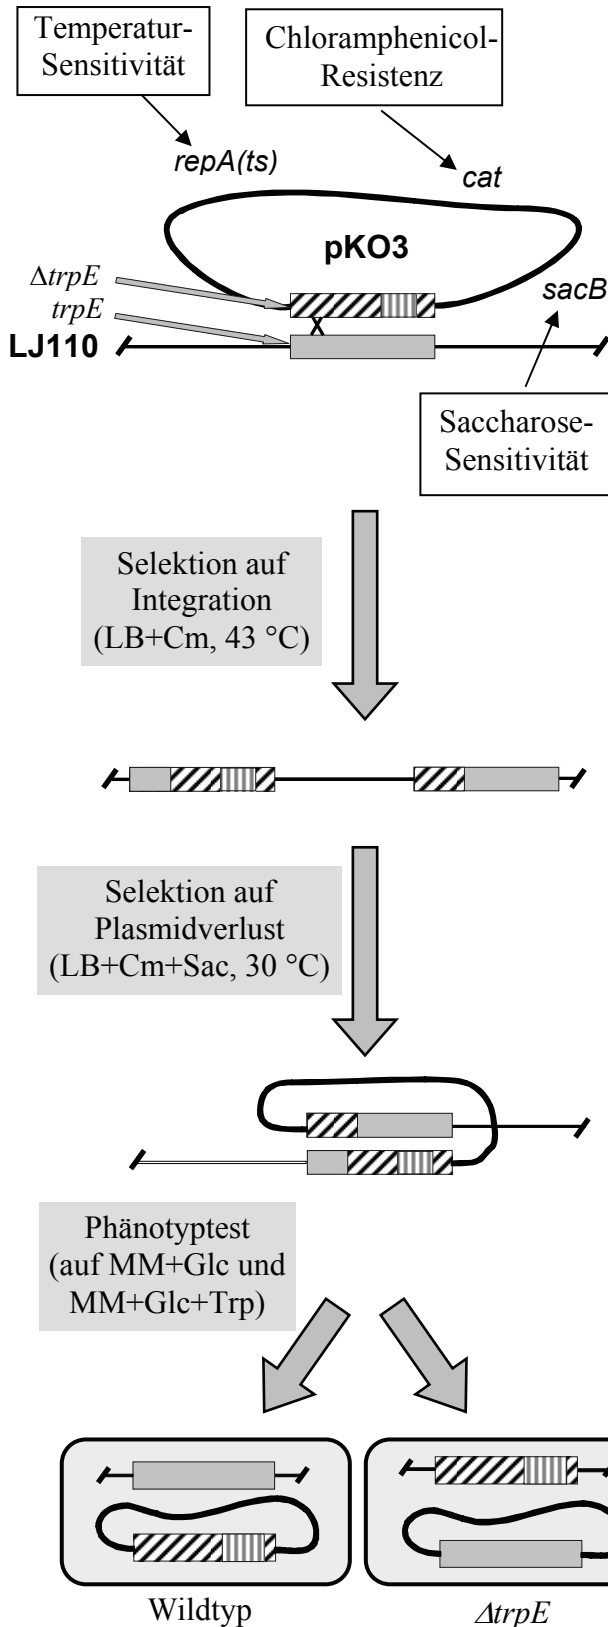 Temperatur-
Sensitivität
Chloramphenicol-
Resistenz
repA(ts)
cat
pKO3
ΔtrpE
sacB
trpE
LJ110
Saccharose-
Sensitivität
Selektion auf
Integration
(LB+Cm, 43 °C)
Selektion auf
Plasmidverlust
(LB+Cm+Sac, 30 °C)
Phänotyptest
(auf MM+Glc und
MM+Glc+Trp)
Wildtyp
ΔtrpE